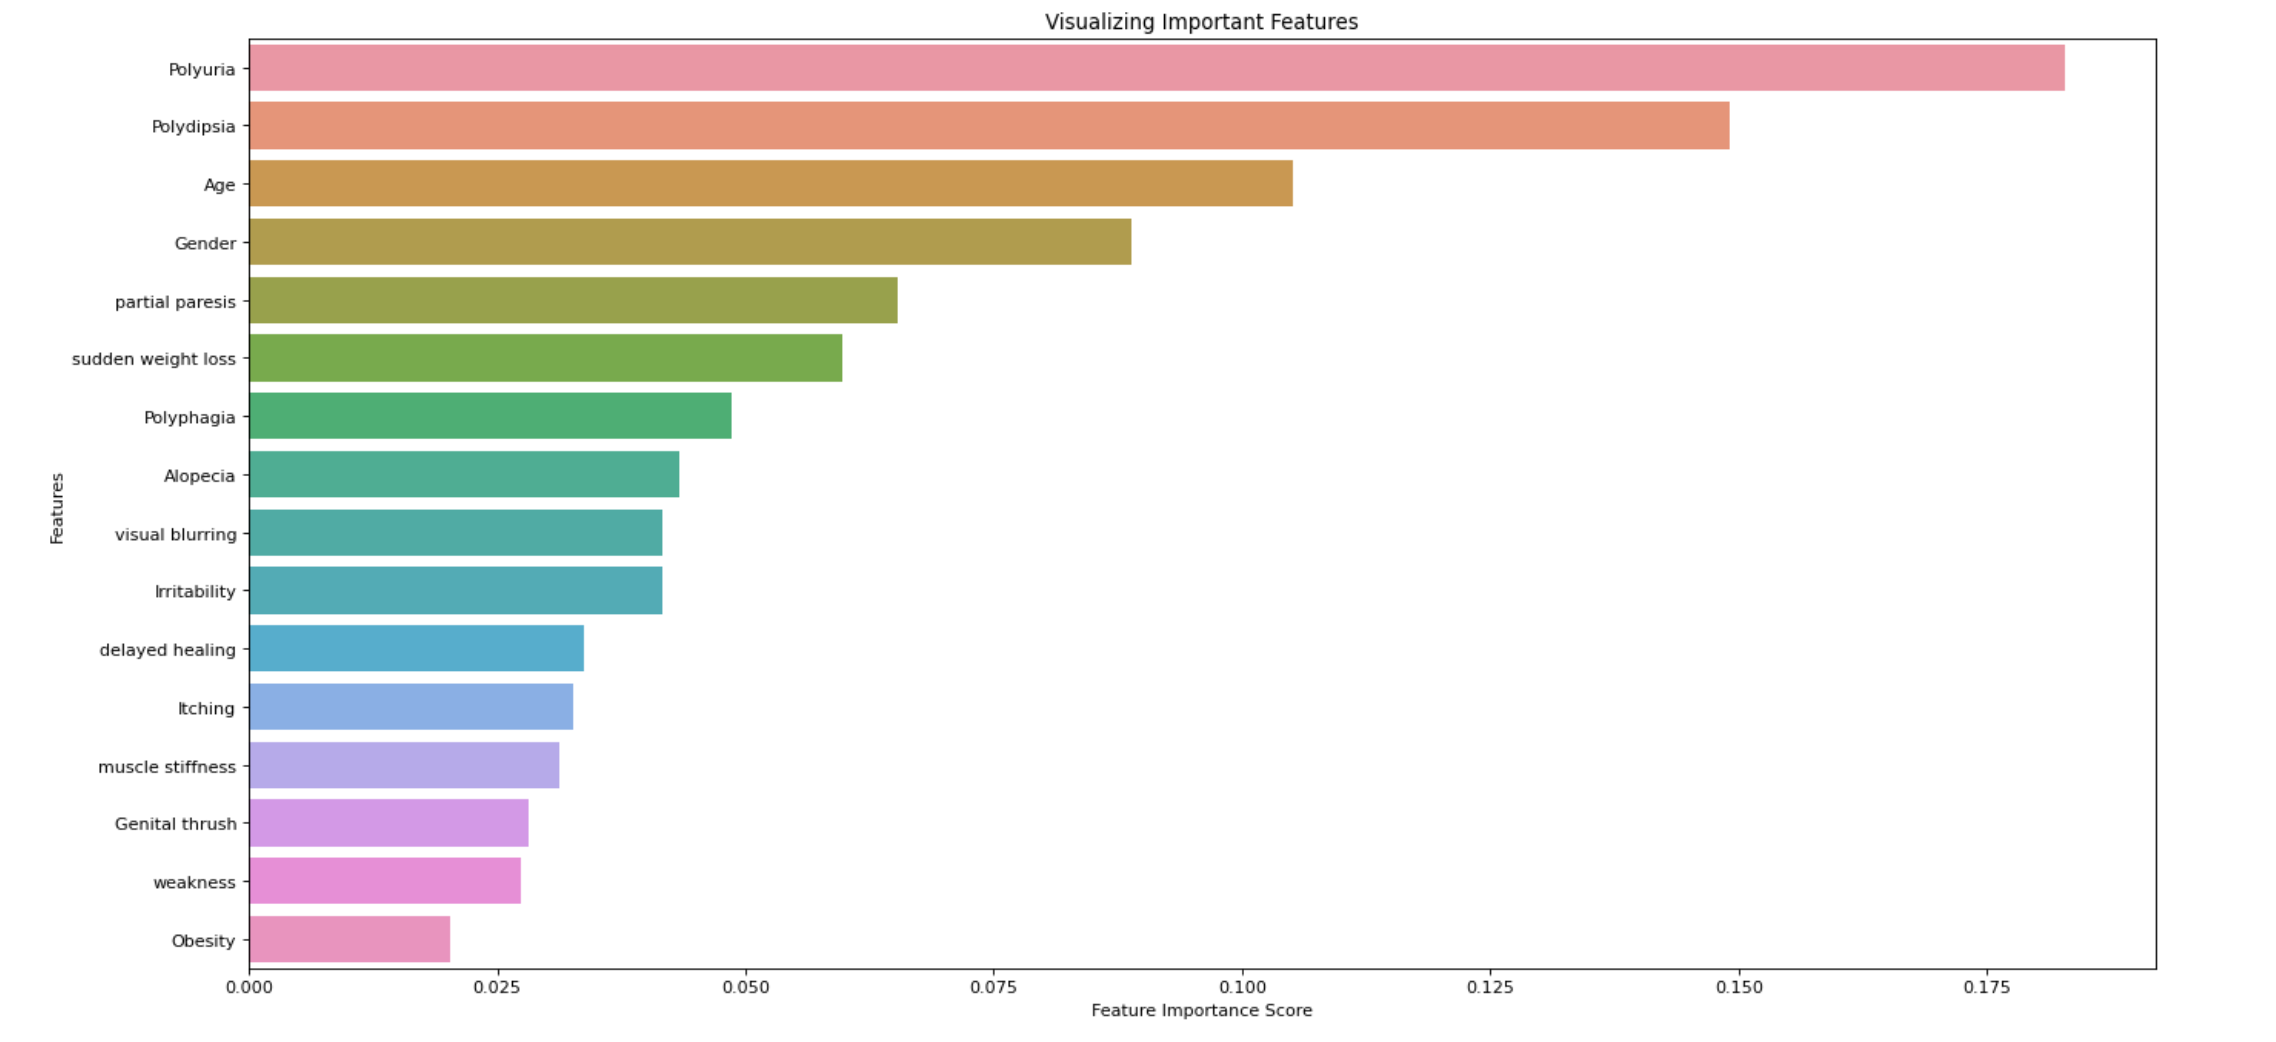 Visualizing Important Features
Polyuria
Polydipsia
Age
Gender
partial paresis
sudden weight loss
Polyphagia
Alopecia
visual blurring
Irritability
delayed healing
Itching
muscle stiffness
Genital thrush
weakness
Obesity
Features
0.000 0.025 0.050 0.075 0.100 0.125 0.150 0.175
Feature Importance Score